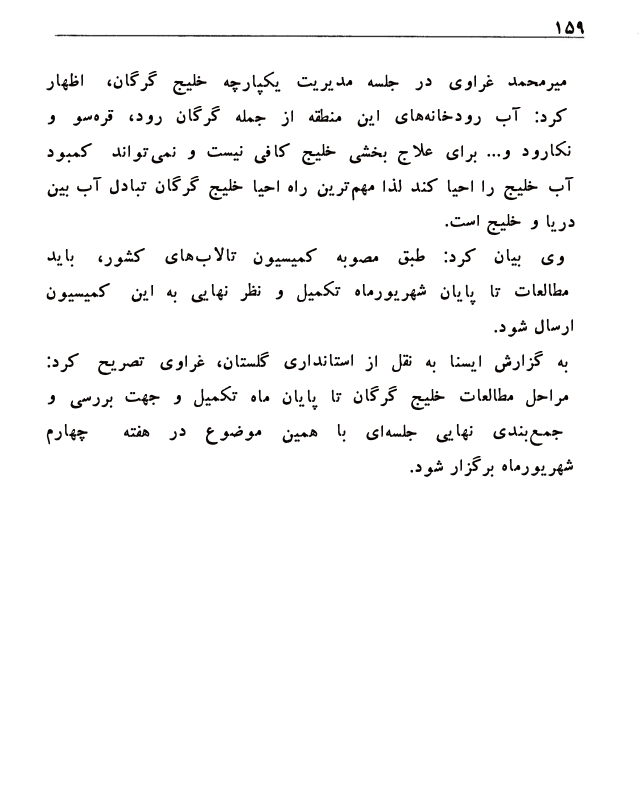 ۱۵۹
میرمحمد غراوی در جلسه مدیریت یکپارچه خلیج گرگان، اظهار
کرد: آب رودخانه‌های این منطقه از جمله گرگان رود، قره‌سو و
نکارود و... برای علاج بخشی خلیج کافی نیست و نمی‌تواند کمبود
آب خلیج را احیا کند لذا مهم‌ترین راه احیا خلیج گرگان تبادل آب بین
دریا و خلیج است.
وی بیان کرد: طبق مصوبه کمیسیون تالاب‌های کشور، باید
مطالعات تا پایان شهریورماه تکمیل و نظر نهایی به این کمیسیون
ارسال شود.
به گزارش ایسنا به نقل از استانداری گلستان، غراوی تصریح کرد:
مراحل مطالعات خلیج گرگان تا پایان ماه تکمیل و جهت بررسی و
جمع‌بندی نهایی جلسه‌ای با همین موضوع در هفته چهارم
شهریورماه برگزار شود.